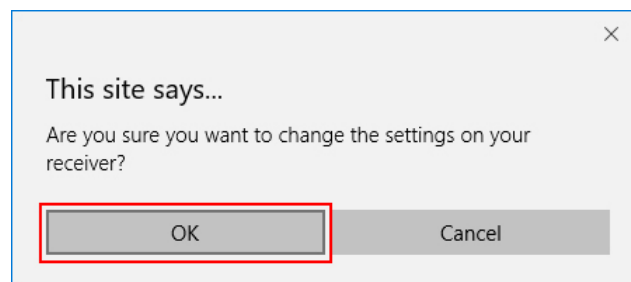 This site says...
Are you sure you want to change the settings on your
receiver?
OK Cancel